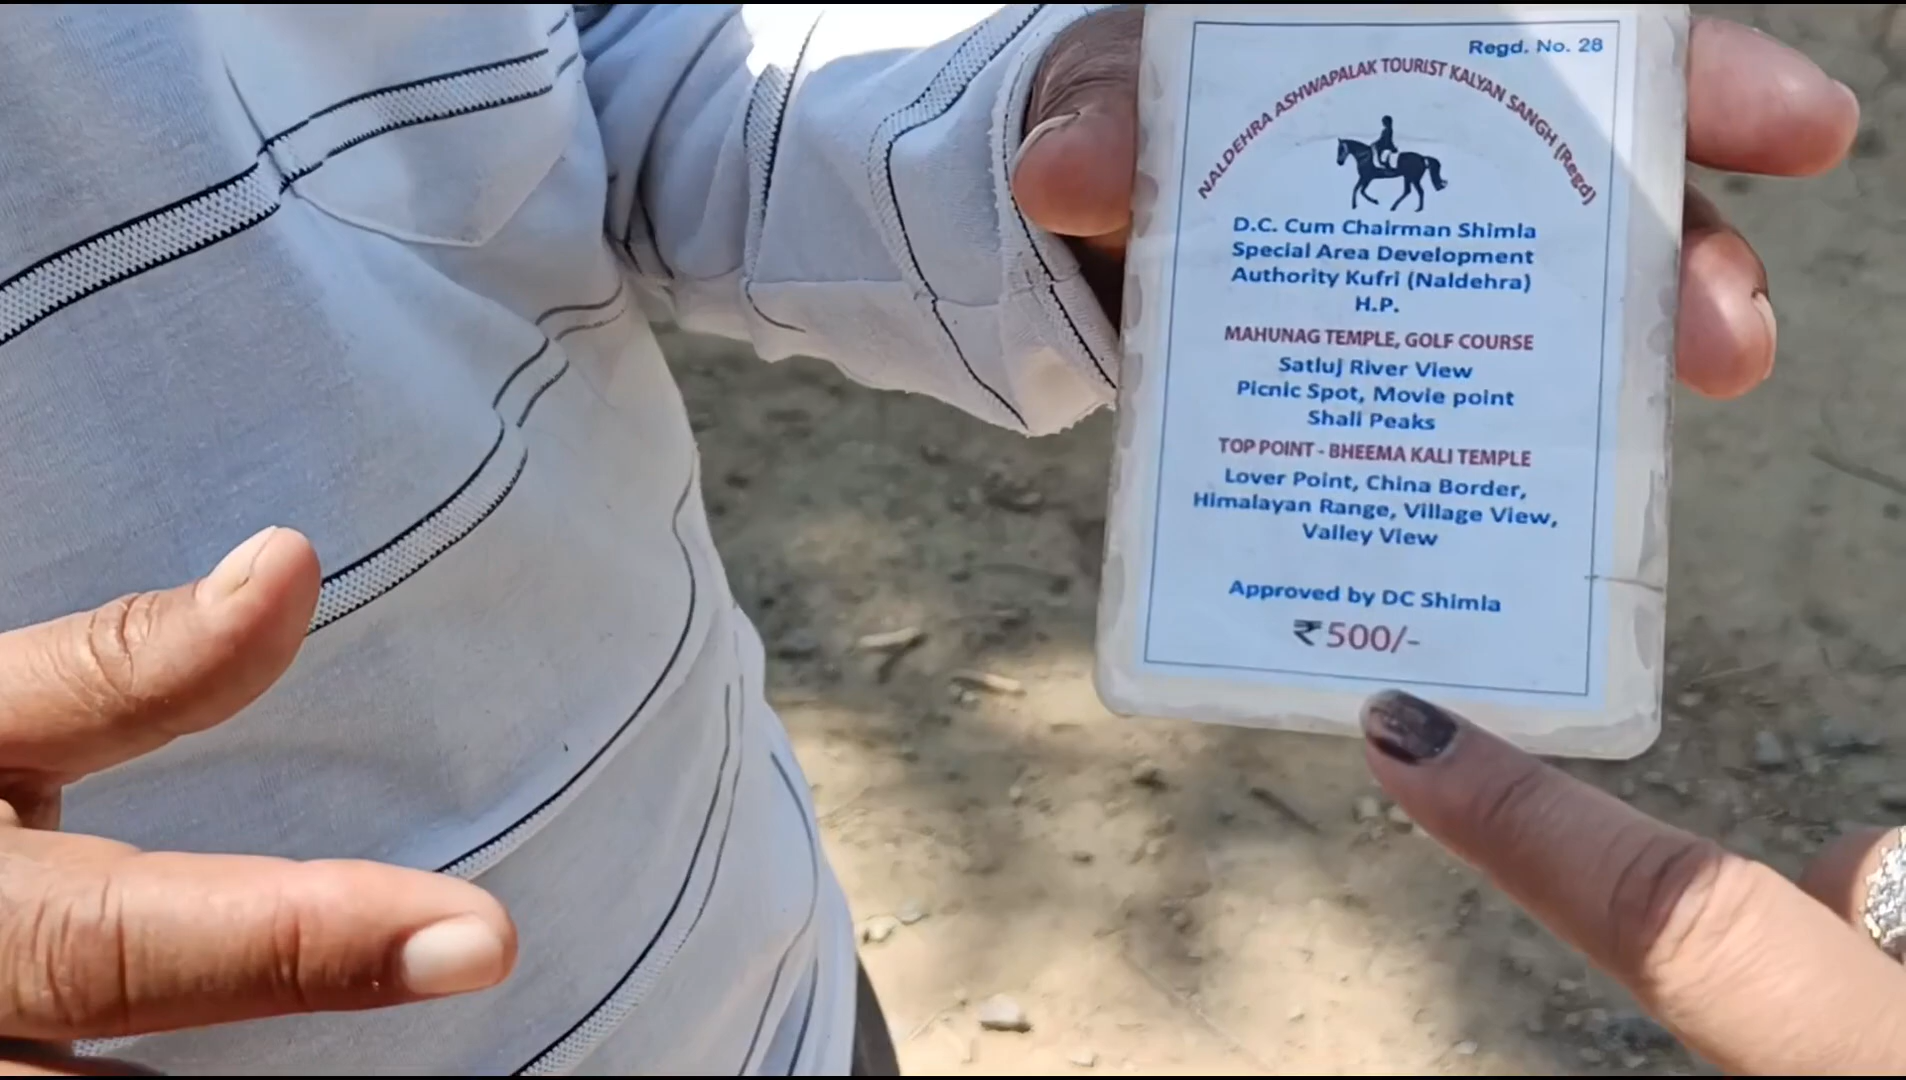 Regd. No. 28
NALDEHRA ASHWAPALAK TOURIST KALYAN SANGH (Regd)
D.C. Cum Chairman Shimla
Special Area Development
Authority Kufri (Naldehra)
H.P.
MAHUNAG TEMPLE, GOLF COURSE
Satluj River View
Picnic Spot, Movie point
Shali Peaks
TOP POINT - BHEEMA KALI TEMPLE
Lover Point, China Border,
Himalayan Range, Village View,
Valley View
Approved by DC Shimla
₹500/-